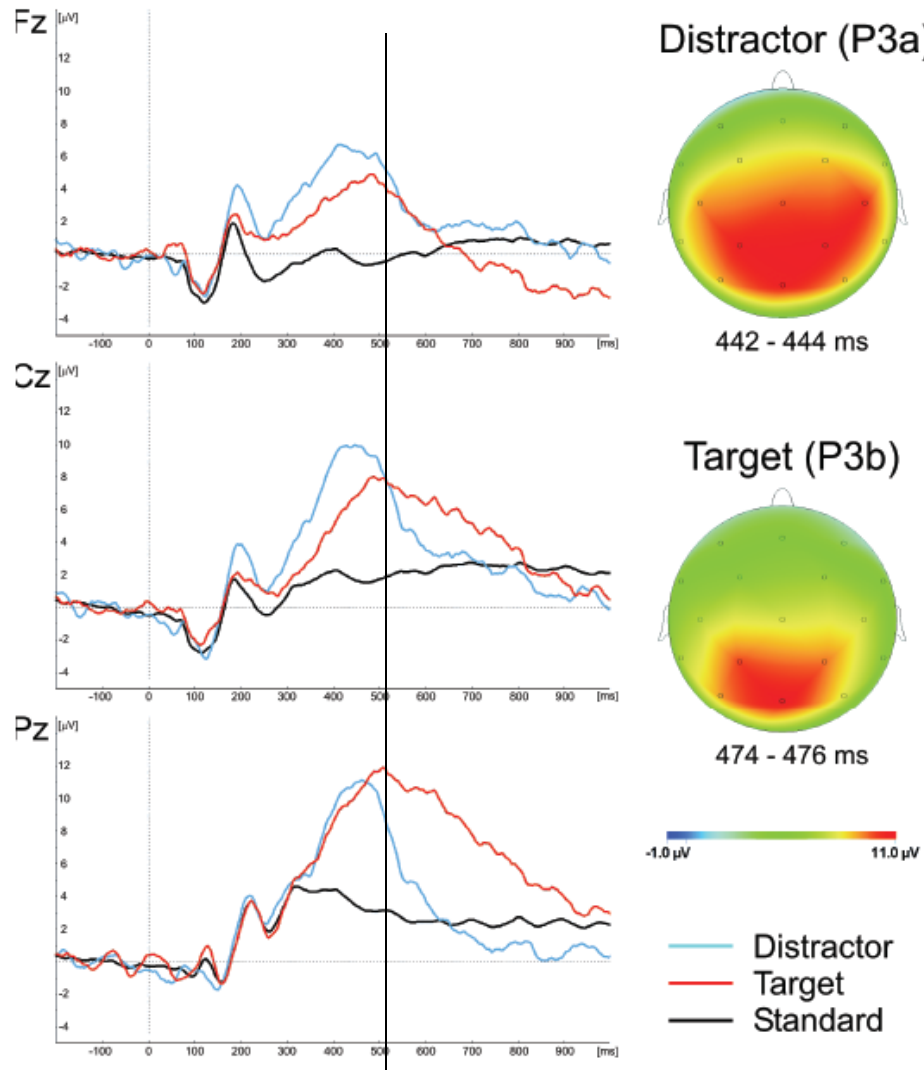 Fz [µV]
14
12
10
8
6
4
2
-2
-4
-100 0 100 200 300 400 500 600 700 800 900 [ms]
Cz [µV]
12
10
8
6
4
2
-2
-4
-100 0 100 200 300 400 500 600 700 800 900 [ms]
Pz [µV]
12
10
8
6
4
2
-2
-4
-100 0 100 200 300 400 500 600 700 800 900 [ms]
Distractor (P3a)
442 - 444 ms
Target (P3b)
474 - 476 ms
-1.0 µV 11.0 µV
Distractor
Target
Standard